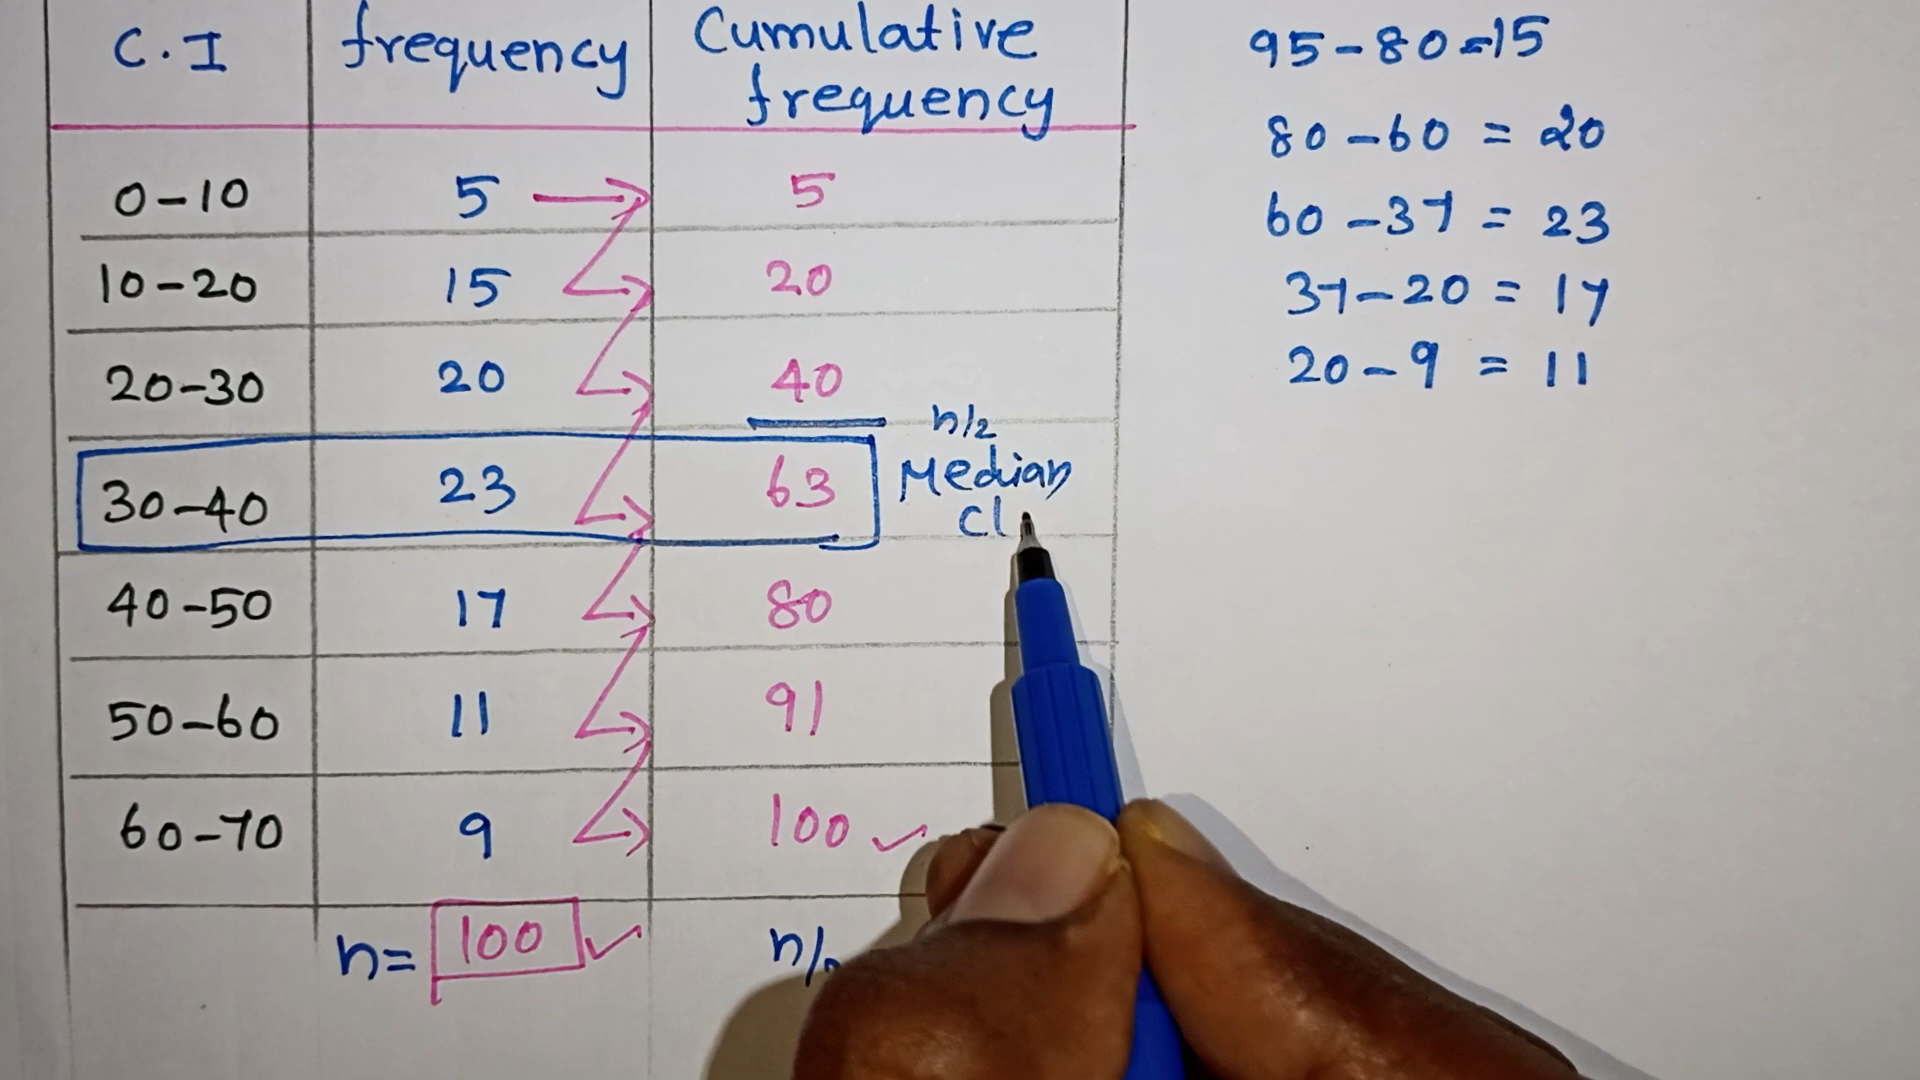 C.I frequency Cumulative frequency
0-10 5 5
10-20 15 20
20-30 20 40
n/2
30-40 23 63 Median
Cl
40-50 17 80
50-60 11 91
60-70 9 100 ✓
n= 100 ✓ n/
95-80=15
80-60 = 20
60-37 = 23
37-20 = 17
20-9 = 11